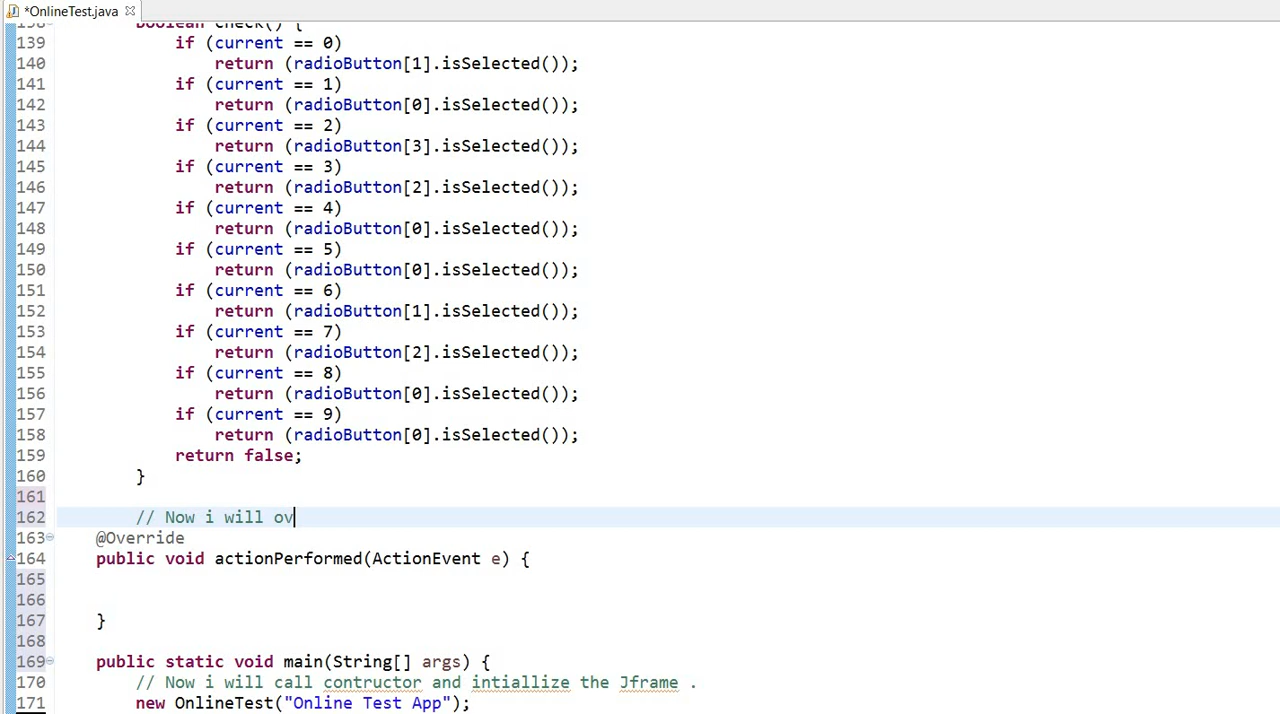 *OnlineTest.java
138 boolean check() {
139 if (current == 0)
140 return (radioButton[1].isSelected());
141 if (current == 1)
142 return (radioButton[0].isSelected());
143 if (current == 2)
144 return (radioButton[3].isSelected());
145 if (current == 3)
146 return (radioButton[2].isSelected());
147 if (current == 4)
148 return (radioButton[0].isSelected());
149 if (current == 5)
150 return (radioButton[0].isSelected());
151 if (current == 6)
152 return (radioButton[1].isSelected());
153 if (current == 7)
154 return (radioButton[2].isSelected());
155 if (current == 8)
156 return (radioButton[0].isSelected());
157 if (current == 9)
158 return (radioButton[0].isSelected());
159 return false;
160 }
161
162 // Now i will ov
163 @Override
164 public void actionPerformed(ActionEvent e) {
165
166
167 }
168
169 public static void main(String[] args) {
170 // Now i will call contructor and intiallize the Jframe .
171 new OnlineTest("Online Test App");